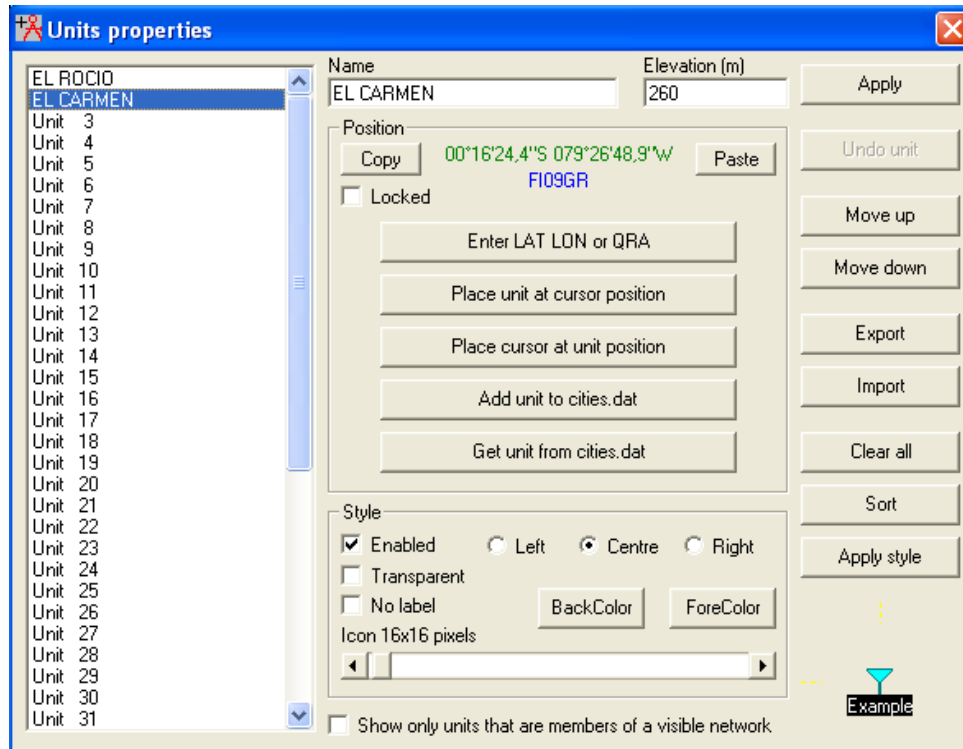 Units properties
EL ROCIO
EL CARMEN
Unit 3
Unit 4
Unit 5
Unit 6
Unit 7
Unit 8
Unit 9
Unit 10
Unit 11
Unit 12
Unit 13
Unit 14
Unit 15
Unit 16
Unit 17
Unit 18
Unit 19
Unit 20
Unit 21
Unit 22
Unit 23
Unit 24
Unit 25
Unit 26
Unit 27
Unit 28
Unit 29
Unit 30
Unit 31
Name
Elevation (m)
EL CARMEN
260
Position
Copy
00°16'24,4"S 079°26'48,9"W
Paste
FI09GR
Locked
Enter LAT LON or QRA
Place unit at cursor position
Place cursor at unit position
Add unit to cities.dat
Get unit from cities.dat
Style
Enabled
Left
Centre
Right
Transparent
No label
BackColor
ForeColor
Icon 16x16 pixels
Show only units that are members of a visible network
Apply
Undo unit
Move up
Move down
Export
Import
Clear all
Sort
Apply style
Example